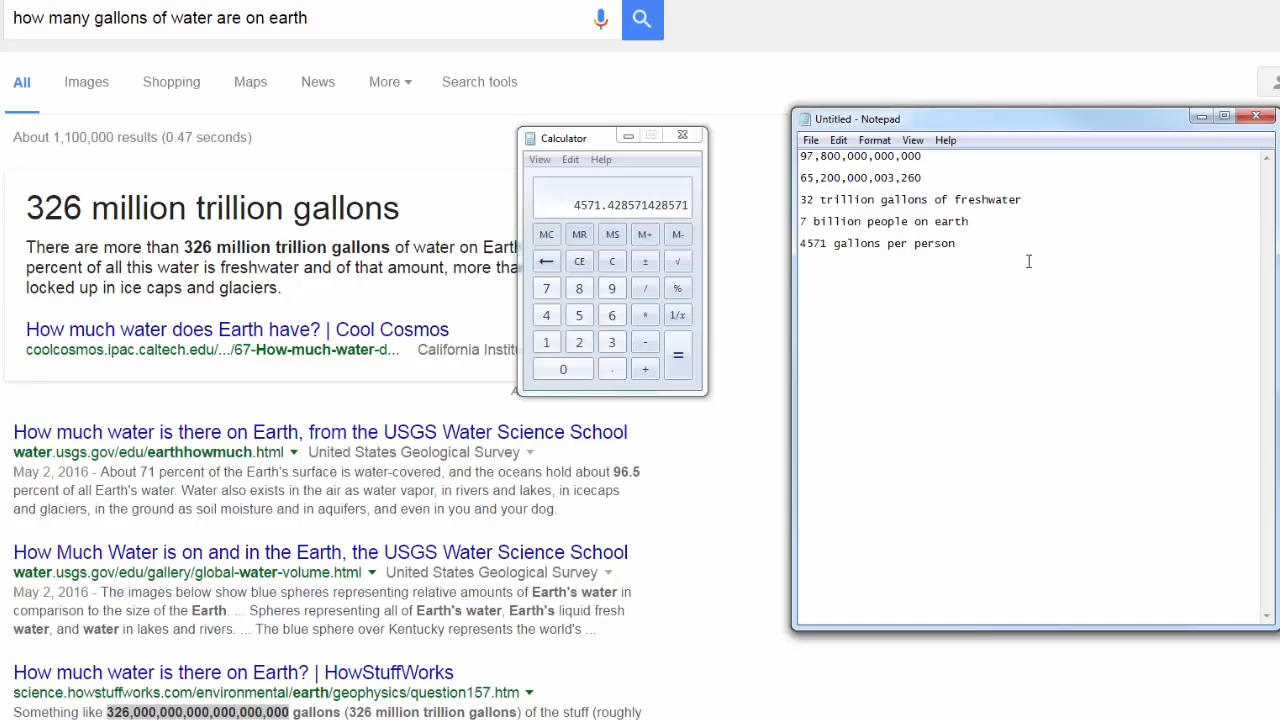 how many gallons of water are on earth
All Images Shopping Maps News More Search tools
About 1,100,000 results (0.47 seconds)
326 million trillion gallons
There are more than 326 million trillion gallons of water on Earth
percent of all this water is freshwater and of that amount, more tha
locked up in ice caps and glaciers.
How much water does Earth have? | Cool Cosmos
coolcosmos.ipac.caltech.edu/.../67-How-much-water-d... California Institu
How much water is there on Earth, from the USGS Water Science School
water.usgs.gov/edu/earthhowmuch.html United States Geological Survey
May 2, 2016 - About 71 percent of the Earth's surface is water-covered, and the oceans hold about 96.5
percent of all Earth's water. Water also exists in the air as water vapor, in rivers and lakes, in icecaps
and glaciers, in the ground as soil moisture and in aquifers, and even in you and your dog.
How Much Water is on and in the Earth, the USGS Water Science School
water.usgs.gov/edu/gallery/global-water-volume.html United States Geological Survey
May 2, 2016 - The images below show blue spheres representing relative amounts of Earth's water in
comparison to the size of the Earth. ... Spheres representing all of Earth's water, Earth's liquid fresh
water, and water in lakes and rivers. ... The blue sphere over Kentucky represents the world's ...
How much water is there on Earth? | HowStuffWorks
science.howstuffworks.com/environmental/earth/geophysics/question157.htm
Something like 326,000,000,000,000,000,000 gallons (326 million trillion gallons) of the stuff (roughly
Calculator
View Edit Help
4571.428571428571
MC MR MS M+ M-
← CE C ± √
7 8 9 / %
4 5 6 * 1/x
1 2 3 - =
0 . +
Untitled - Notepad
File Edit Format View Help
97,800,000,000,000
65,200,000,003,260
32 trillion gallons of freshwater
7 billion people on earth
4571 gallons per person